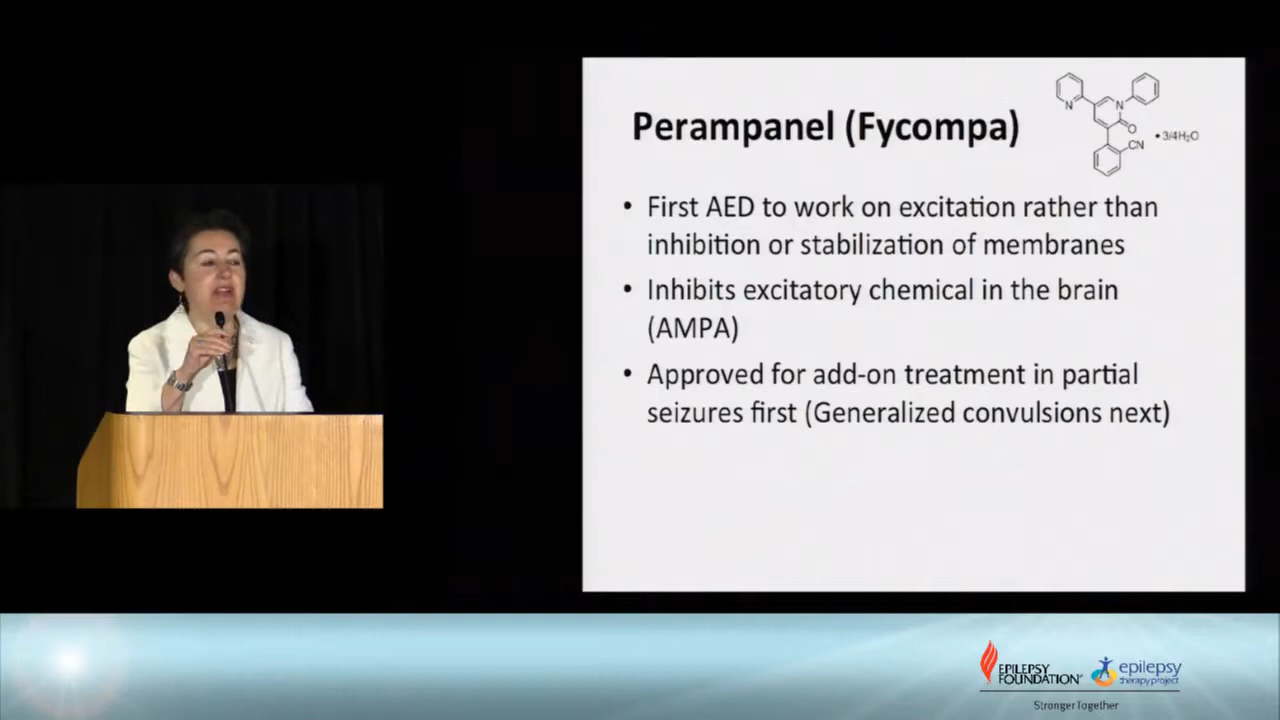 Perampanel (Fycompa)
N
N
O
CN
• 3/4H₂O
• First AED to work on excitation rather than
inhibition or stabilization of membranes
• Inhibits excitatory chemical in the brain
(AMPA)
• Approved for add-on treatment in partial
seizures first (Generalized convulsions next)
EPILEPSY
FOUNDATION
epilepsy
therapy project
Stronger Together